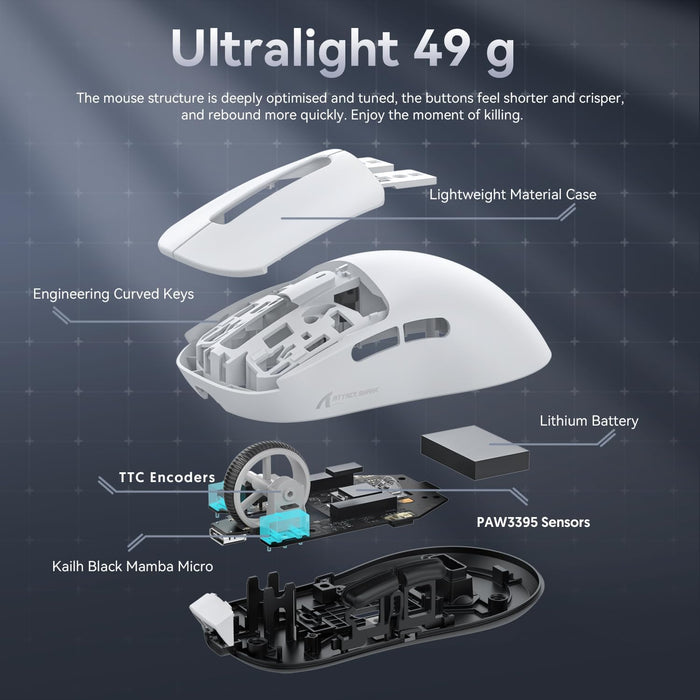 Ultralight 49 g
The mouse structure is deeply optimised and tuned, the buttons feel shorter and crisper,
and rebound more quickly. Enjoy the moment of killing.
Lightweight Material Case
Engineering Curved Keys
ATTACK SHARK
Lithium Battery
TTC Encoders
PAW3395 Sensors
Kailh Black Mamba Micro